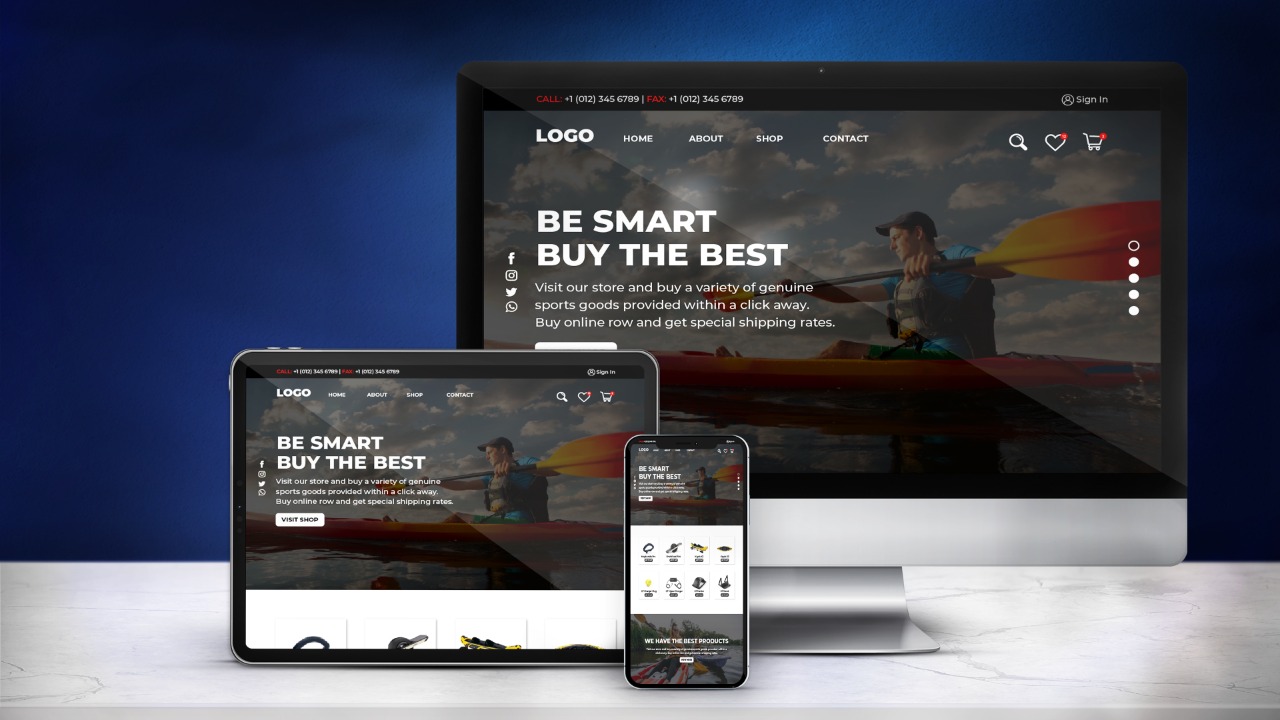 CALL: +1 (012) 345 6789 | FAX: +1 (012) 345 6789
Sign In
LOGO HOME ABOUT SHOP CONTACT
BE SMART
BUY THE BEST
Visit our store and buy a variety of genuine
sports goods provided within a click away.
Buy online row and get special shipping rates.
CALL: +1 (012) 345 6789 | FAX: +1 (012) 345 6789
Sign In
LOGO HOME ABOUT SHOP CONTACT
BE SMART
BUY THE BEST
Visit our store and buy a variety of genuine
sports goods provided within a click away.
Buy online row and get special shipping rates.
VISIT SHOP
LOGO
BE SMART
BUY THE BEST
WE HAVE THE BEST PRODUCTS